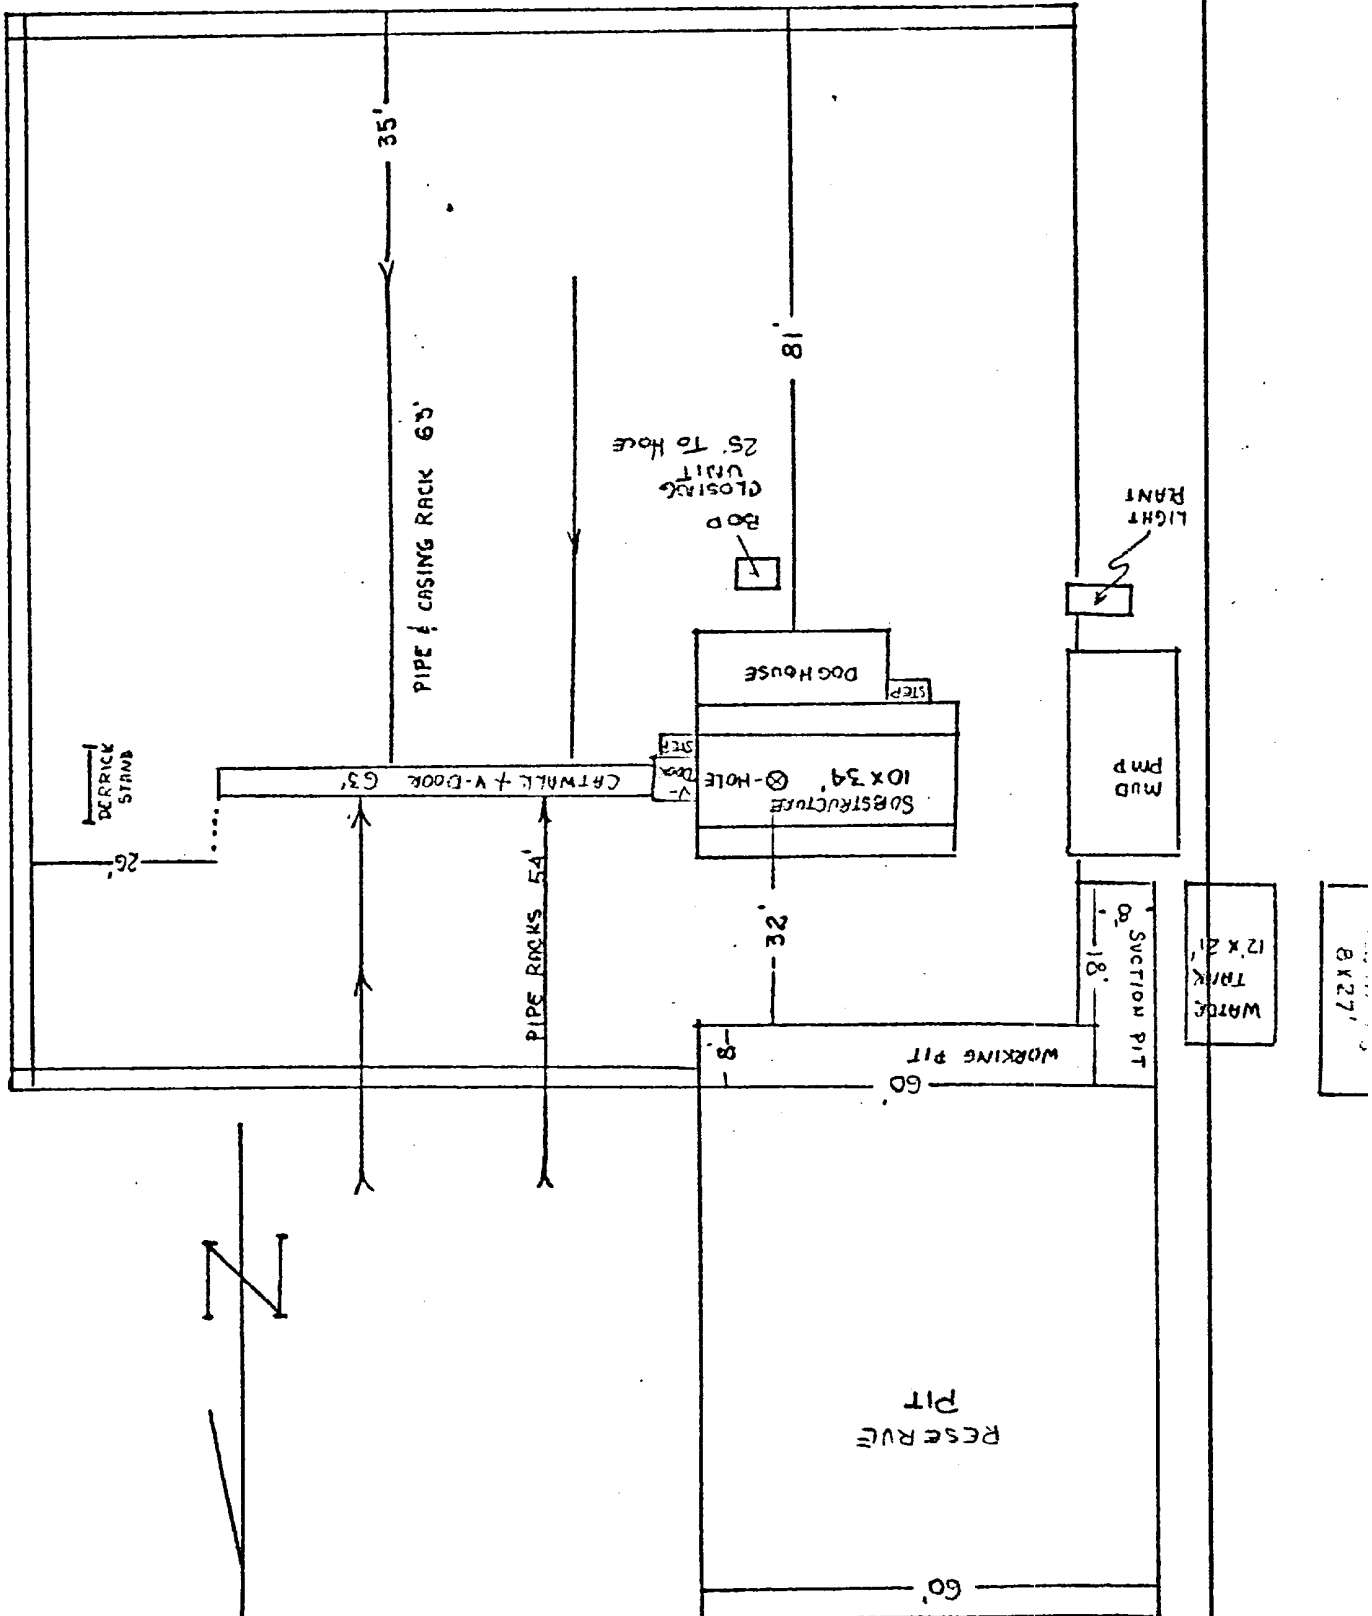 35'
PIPE & CASING RACK 63'
81'
BOP
CLOSING
UNIT
25' TO HOLE
LIGHT
PLANT
DOGHOUSE
STEP
STEP
V-
DOOR
SUBSTRUCTURE
10 X 34'
⊗-HOLE
CATWALK + V-DOOR 63'
DERRICK
STAND
26'
PIPE RACKS 54'
32'
MUD
PMP
8'
SUCTION PIT
18'
WATER
TANK
12' X 21'
8 X 27'
WORKING PIT
8'
60'
N
RESERVE
PIT
60'